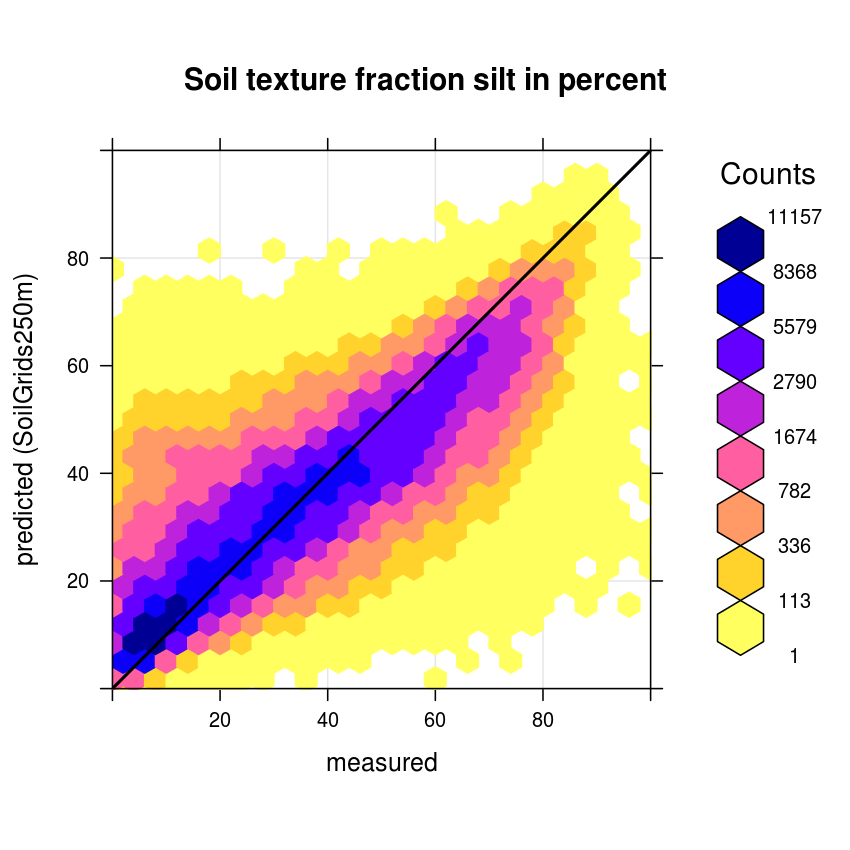 Soil texture fraction silt in percent
Counts
11157
8368
5579
2790
1674
782
336
113
1
predicted (SoilGrids250m)
80
60
40
20
20 40 60 80
measured